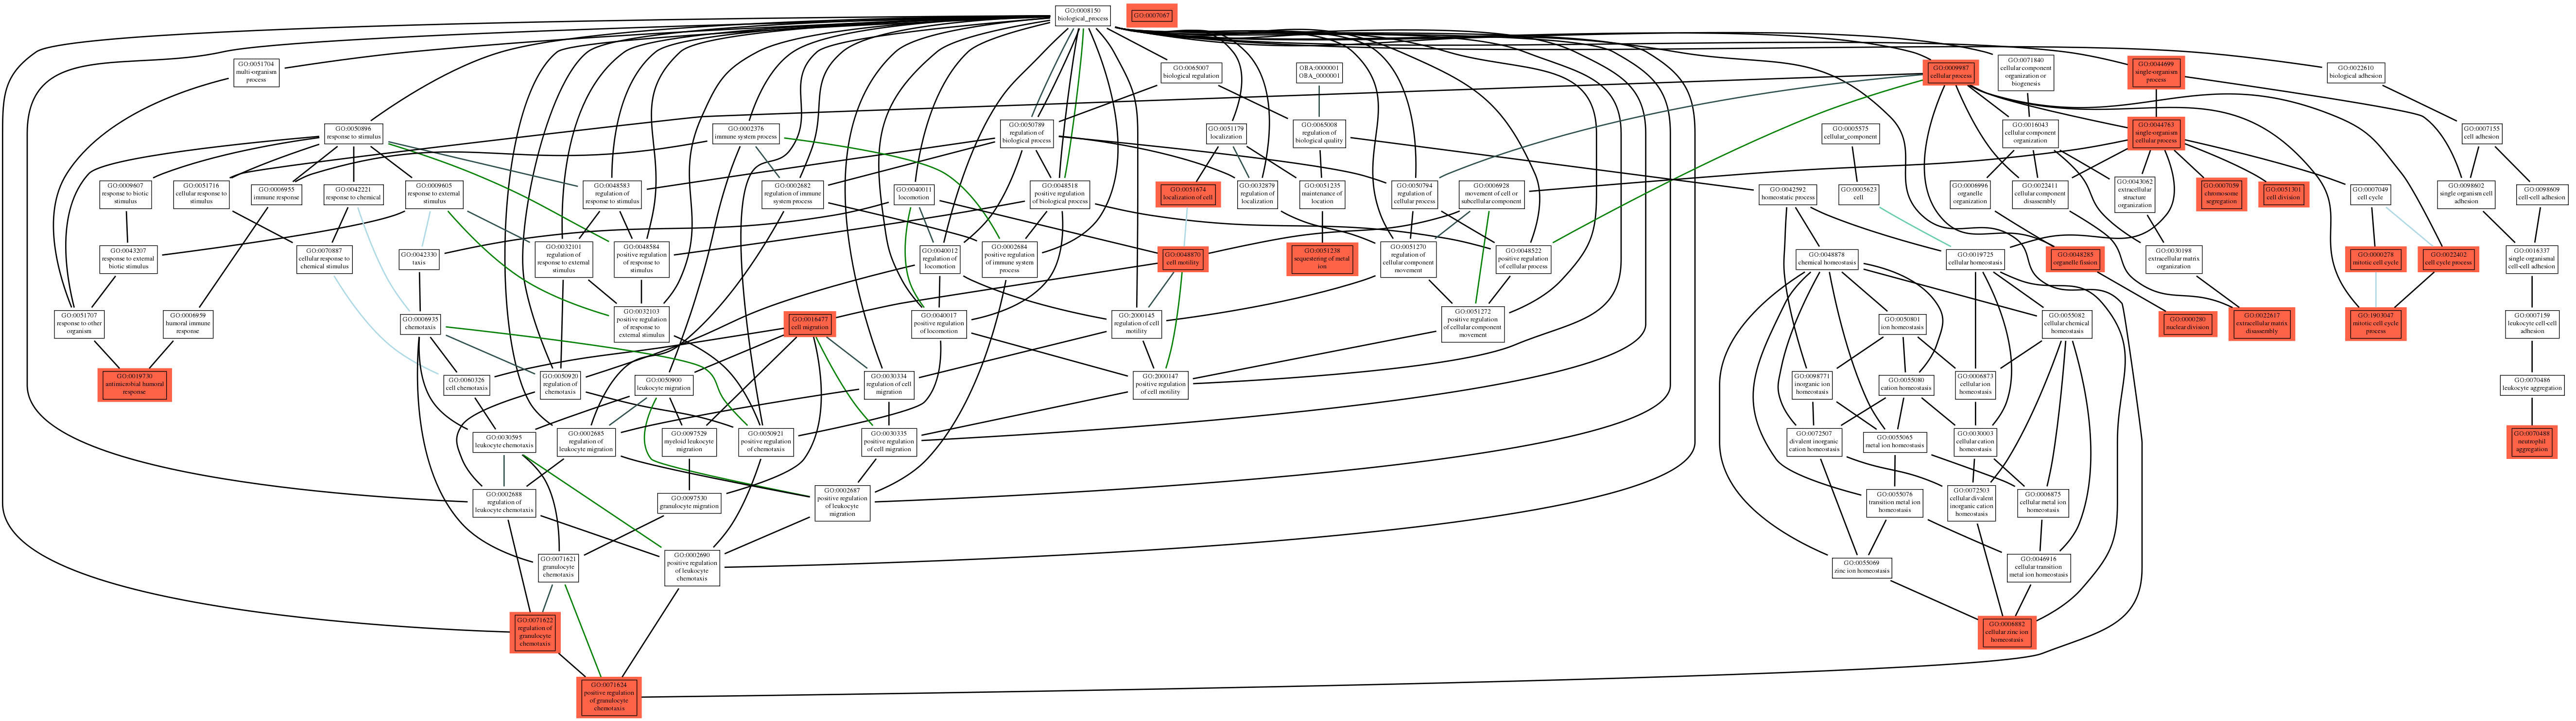 GO:0008150
biological_process
GO:0007067
GO:0051704
multi-organism
process
GO:0065007
biological regulation
OBA:0000001
OBA_0000001
GO:0009987
cellular process
GO:0071840
cellular component
organization or
biogenesis
GO:0044699
single-organism
process
GO:0022610
biological adhesion
GO:0050896
response to stimulus
GO:0002376
immune system process
GO:0050789
regulation of
biological process
GO:0051179
localization
GO:0065008
regulation of
biological quality
GO:0005575
cellular_component
GO:0016043
cellular component
organization
GO:0044763
single-organism
cellular process
GO:0007155
cell adhesion
GO:0009607
response to biotic
stimulus
GO:0051716
cellular response to
stimulus
GO:0006955
immune response
GO:0042221
response to chemical
GO:0009605
response to external
stimulus
GO:0048583
regulation of
response to stimulus
GO:0002682
regulation of immune
system process
GO:0040011
locomotion
GO:0048518
positive regulation
of biological process
GO:0051674
localization of cell
GO:0032879
regulation of
localization
GO:0051235
maintenance of
location
GO:0050794
regulation of
cellular process
GO:0006928
movement of cell or
subcellular component
GO:0042592
homeostatic process
GO:0005623
cell
GO:0006996
organelle
organization
GO:0022411
cellular component
disassembly
GO:0043062
extracellular
structure
organization
GO:0007059
chromosome
segregation
GO:0051301
cell division
GO:0007049
cell cycle
GO:0098602
single organism cell
adhesion
GO:0098609
cell-cell adhesion
GO:0043207
response to external
biotic stimulus
GO:0070887
cellular response to
chemical stimulus
GO:0042330
taxis
GO:0032101
regulation of
response to external
stimulus
GO:0048584
positive regulation
of response to
stimulus
GO:0040012
regulation of
locomotion
GO:0002684
positive regulation
of immune system
process
GO:0048870
cell motility
GO:0051238
sequestering of metal
ion
GO:0051270
regulation of
cellular component
movement
GO:0048522
positive regulation
of cellular process
GO:0048878
chemical homeostasis
GO:0019725
cellular homeostasis
GO:0048285
organelle fission
GO:0030198
extracellular matrix
organization
GO:0000278
mitotic cell cycle
GO:0022402
cell cycle process
GO:0016337
single organismal
cell-cell adhesion
GO:0051707
response to other
organism
GO:0006959
humoral immune
response
GO:0006935
chemotaxis
GO:0032103
positive regulation
of response to
external stimulus
GO:0016477
cell migration
GO:0040017
positive regulation
of locomotion
GO:2000145
regulation of cell
motility
GO:0051272
positive regulation
of cellular component
movement
GO:0050801
ion homeostasis
GO:0055082
cellular chemical
homeostasis
GO:0000280
nuclear division
GO:0022617
extracellular matrix
disassembly
GO:1903047
mitotic cell cycle
process
GO:0007159
leukocyte cell-cell
adhesion
GO:0019730
antimicrobial humoral
response
GO:0060326
cell chemotaxis
GO:0050920
regulation of
chemotaxis
GO:0050900
leukocyte migration
GO:0030334
regulation of cell
migration
GO:2000147
positive regulation
of cell motility
GO:0098771
inorganic ion
homeostasis
GO:0055080
cation homeostasis
GO:0006873
cellular ion
homeostasis
GO:0070486
leukocyte aggregation
GO:0030595
leukocyte chemotaxis
GO:0002685
regulation of
leukocyte migration
GO:0097529
myeloid leukocyte
migration
GO:0050921
positive regulation
of chemotaxis
GO:0030335
positive regulation
of cell migration
GO:0072507
divalent inorganic
cation homeostasis
GO:0055065
metal ion homeostasis
GO:0030003
cellular cation
homeostasis
GO:0070488
neutrophil
aggregation
GO:0002688
regulation of
leukocyte chemotaxis
GO:0097530
granulocyte migration
GO:0002687
positive regulation
of leukocyte
migration
GO:0055076
transition metal ion
homeostasis
GO:0072503
cellular divalent
inorganic cation
homeostasis
GO:0006875
cellular metal ion
homeostasis
GO:0071621
granulocyte
chemotaxis
GO:0002690
positive regulation
of leukocyte
chemotaxis
GO:0055069
zinc ion homeostasis
GO:0046916
cellular transition
metal ion homeostasis
GO:0071622
regulation of
granulocyte
chemotaxis
GO:0006882
cellular zinc ion
homeostasis
GO:0071624
positive regulation
of granulocyte
chemotaxis